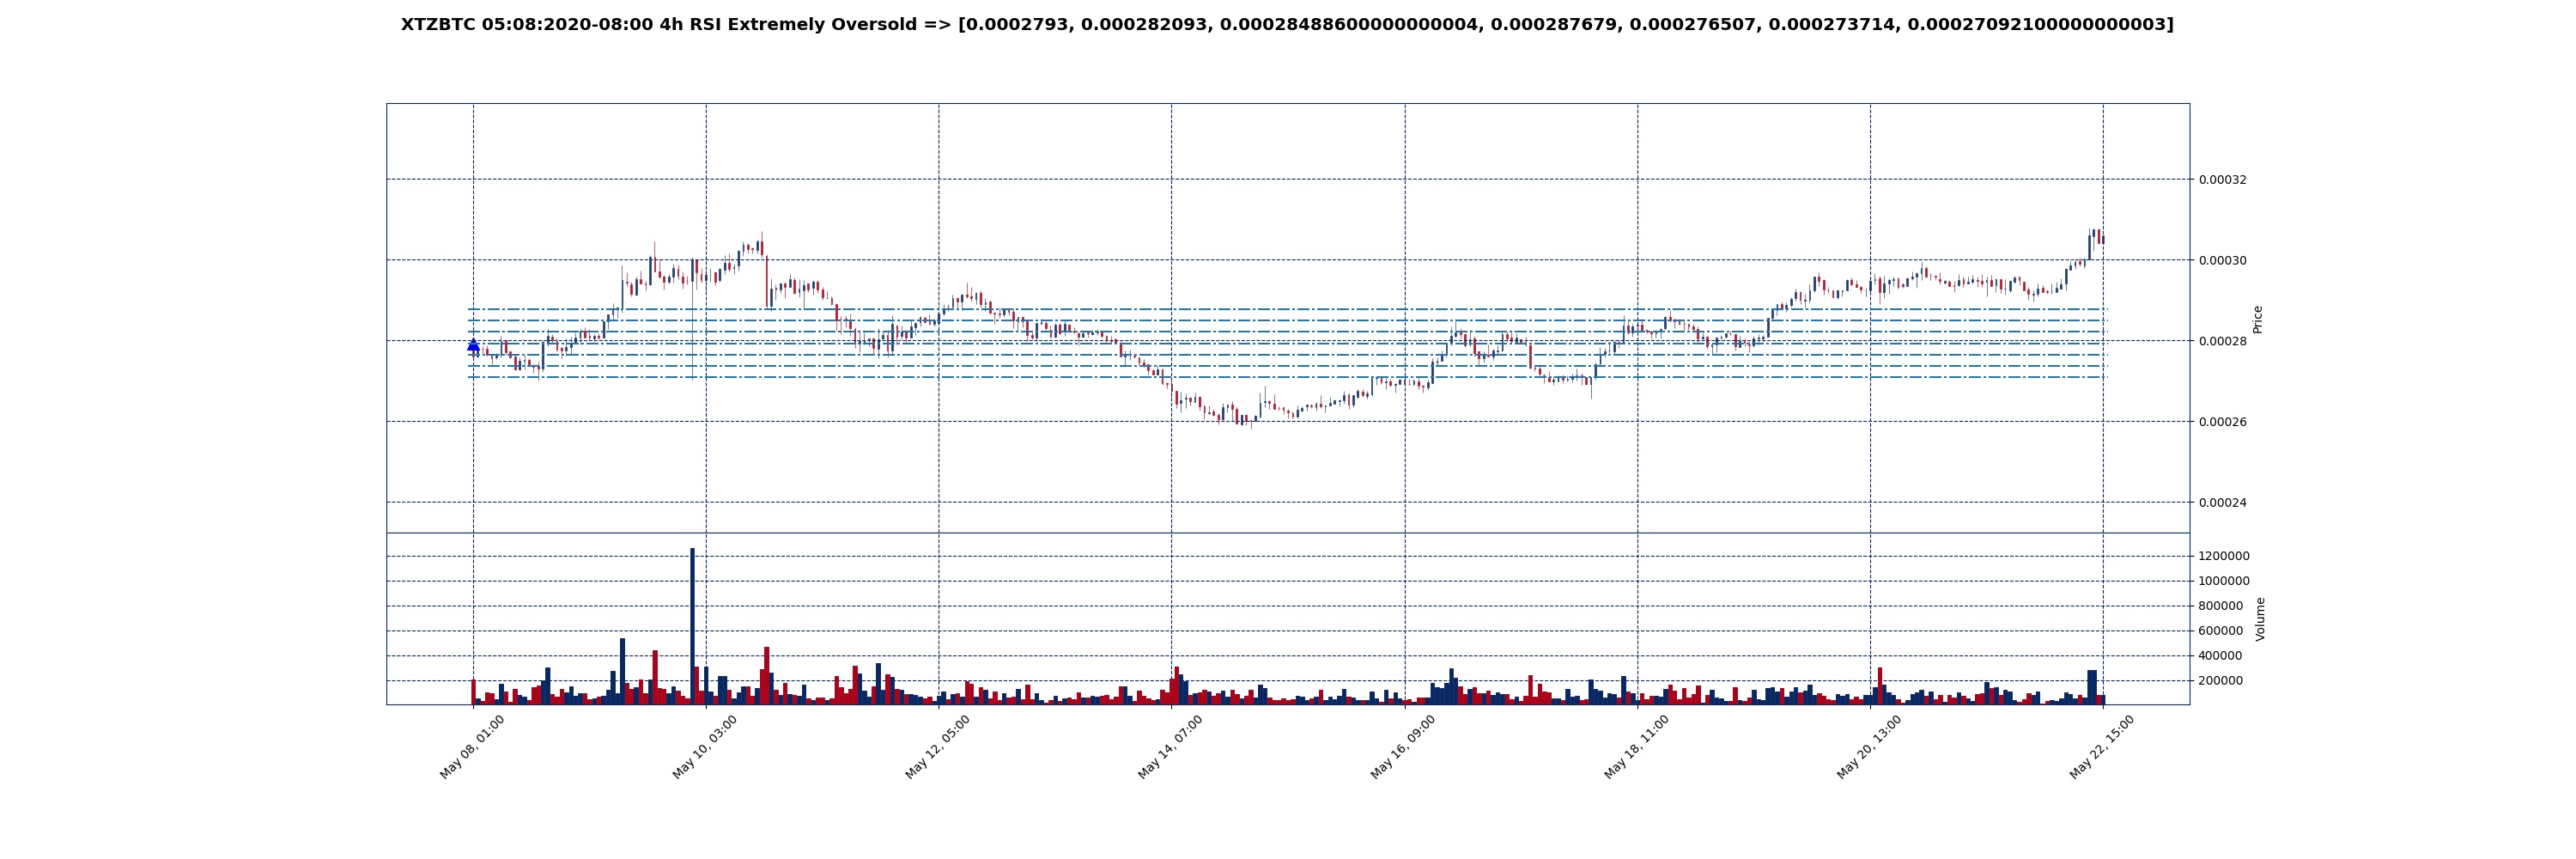 XTZBTC 05:08:2020-08:00 4h RSI Extremely Oversold => [0.0002793, 0.000282093, 0.00028488600000000004, 0.000287679, 0.000276507, 0.000273714, 0.00027092100000000003]
0.00032
0.00030
0.00028
0.00026
0.00024
Price
1200000
1000000
800000
600000
400000
200000
Volume
May 08, 01:00
May 10, 03:00
May 12, 05:00
May 14, 07:00
May 16, 09:00
May 18, 11:00
May 20, 13:00
May 22, 15:00